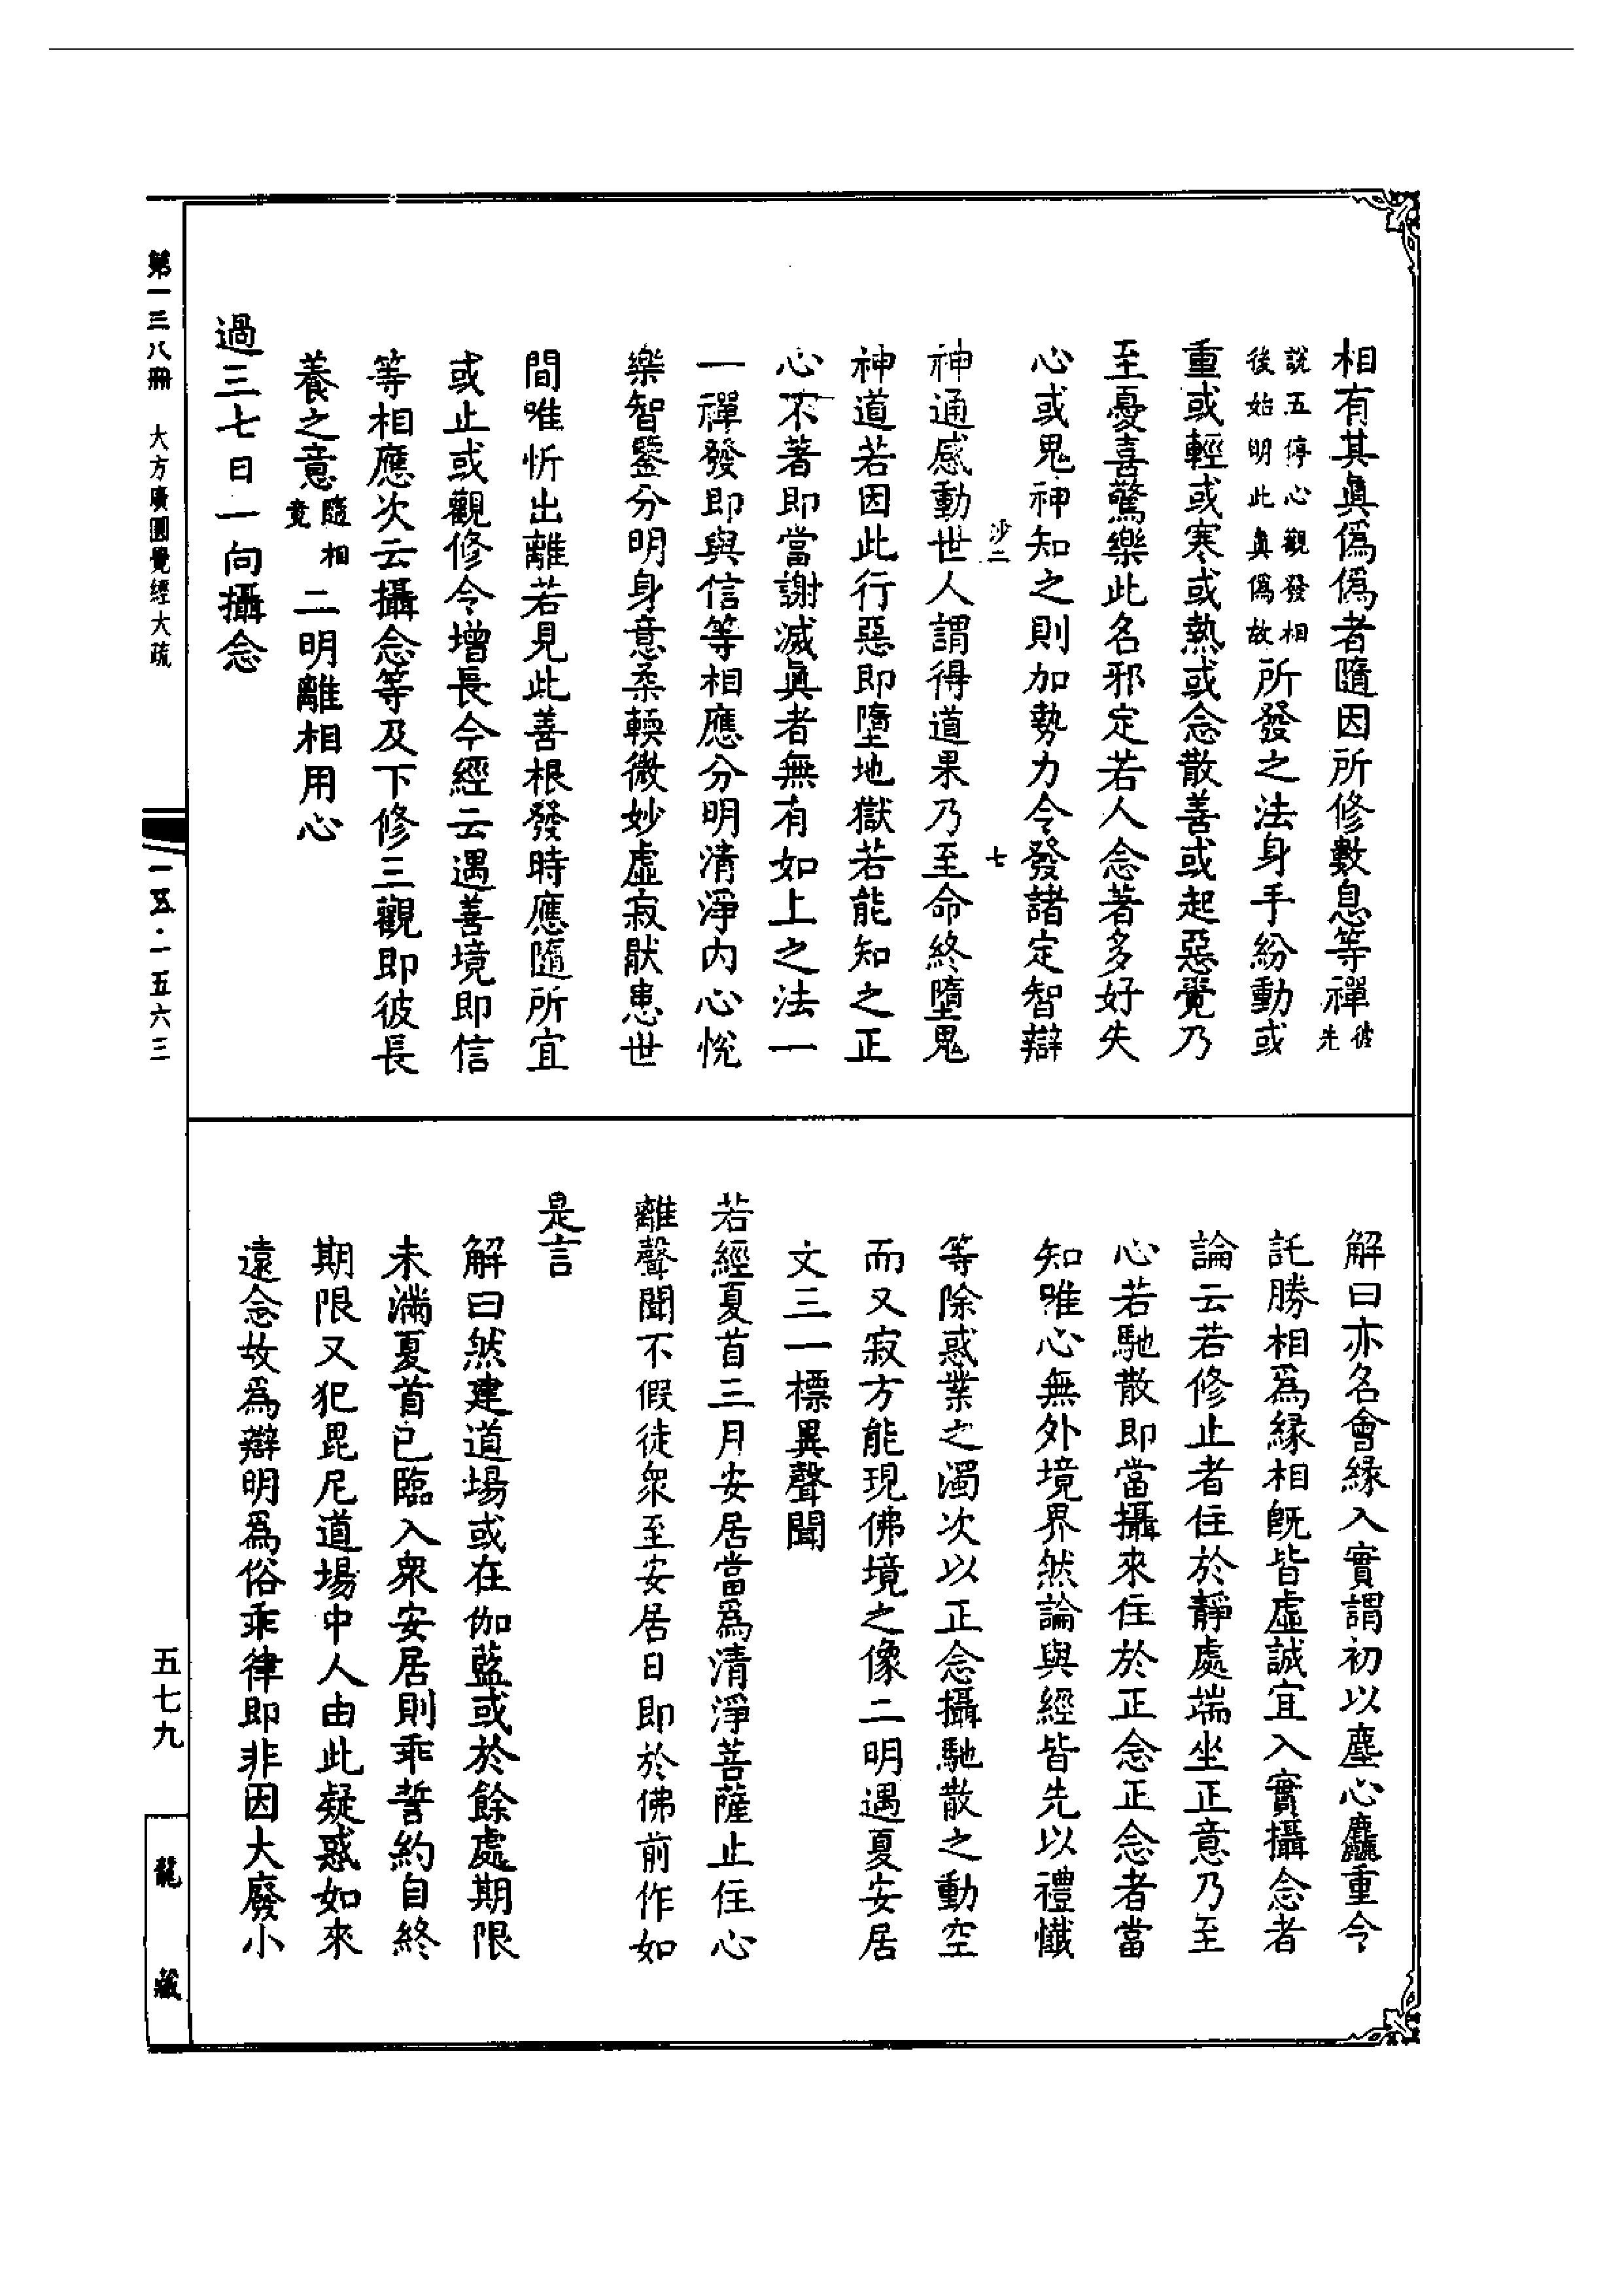 相有其眞僞僞者隨因所修數息等禪彼先
說五停心觀發相後始明此眞僞故所發之法身手紛動或
重或輕或寒或熱或念散善或起惡覺乃
至憂喜驚樂此名邪定若人念著多好失
心或鬼神知之則加勢力令發諸定智辯
沙二 七
神通感動世人謂得道果乃至命終墮鬼
神道若因此行惡即墮地獄若能知之正
心不著即當謝滅眞者無有如上之法一
一禪發即與信等相應分明清淨內心悅
樂智鑒分明身意柔輭微妙虛寂猒患世
間唯忻出離若見此善根發時應隨所宜
或止或觀修令增長今經云遇善境即信
等相應次云攝念等及下修三觀即彼長
養之意隨相竟二明離相用心
過三七日一向攝念
解曰亦名會緣入實謂初以塵心麤重令
託勝相爲緣相旣皆虛誠宜入實攝念者
論云若修止者住於靜處端坐正意乃至
心若馳散即當攝來住於正念正念者當
知唯心無外境界然論與經皆先以禮懺
等除惑業之濁次以正念攝馳散之動空
而又寂方能現佛境之像二明遇夏安居
文三一標異聲聞
若經夏首三月安居當爲清淨菩薩止住心
離聲聞不假徒衆至安居日即於佛前作如
是言
解曰然建道場或在伽藍或於餘處期限
未滿夏首已臨入衆安居則乖誓約自終
期限又犯毘尼道場中人由此疑惑如來
遠念故爲辯明爲俗乖律即非因大廢小
第一三八冊 大方廣圓覺經大疏
一五·一五六三
五七九
龍藏